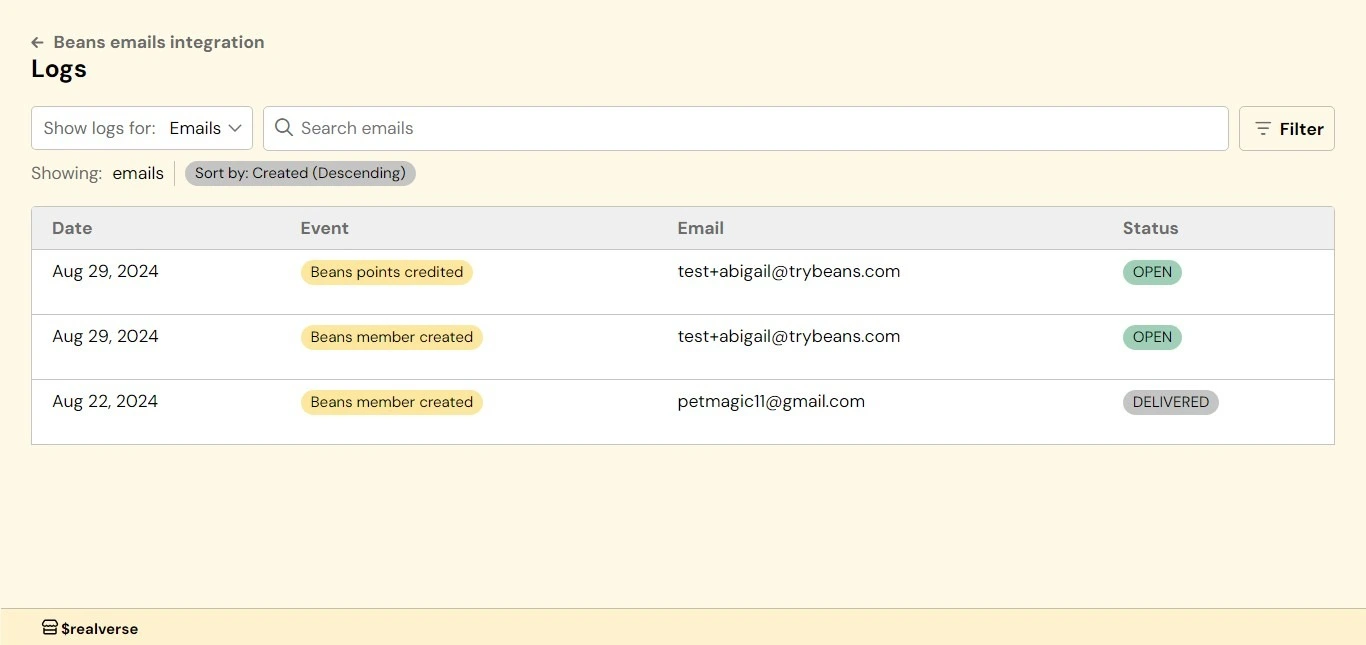 ← Beans emails integration
Logs
Show logs for: Emails
Search emails
Filter
Showing: emails
Sort by: Created (Descending)
Date Event Email Status
Aug 29, 2024 Beans points credited test+abigail@trybeans.com OPEN
Aug 29, 2024 Beans member created test+abigail@trybeans.com OPEN
Aug 22, 2024 Beans member created petmagic11@gmail.com DELIVERED
$realverse